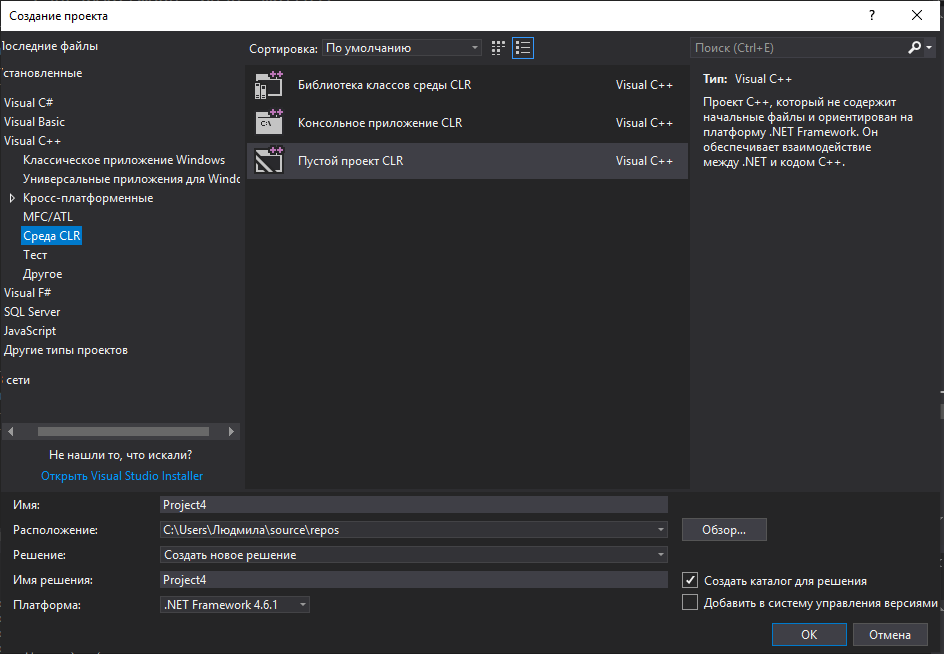 Создание проекта
?
Последние файлы
Установленные
Visual C#
Visual Basic
Visual C++
Классическое приложение Windows
Универсальные приложения для Windo
Кросс-платформенные
MFC/ATL
Среда CLR
Тест
Другое
Visual F#
SQL Server
JavaScript
Другие типы проектов
В сети
Не нашли то, что искали?
Открыть Visual Studio Installer
Сортировка: По умолчанию
Библиотека классов среды CLR Visual C++
Консольное приложение CLR Visual C++
Пустой проект CLR Visual C++
Поиск (Ctrl+E)
Тип: Visual C++
Проект C++, который не содержит
начальные файлы и ориентирован на
платформу .NET Framework. Он
обеспечивает взаимодействие
между .NET и кодом C++.
Имя: Project4
Расположение: C:\Users\Людмила\source\repos
Обзор...
Решение: Создать новое решение
Имя решения: Project4
Создать каталог для решения
Платформа: .NET Framework 4.6.1
Добавить в систему управления версиями
ОК
Отмена